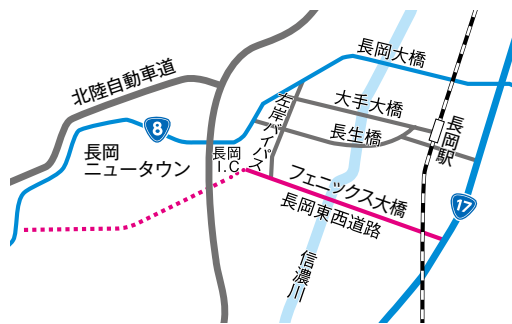 長岡大橋
北陸自動車道
大手大橋
左岸バイパス
8
長生橋
長岡駅
長岡
ニュータウン
長岡
I.C
フェニックス大橋
長岡東西道路
17
信濃川